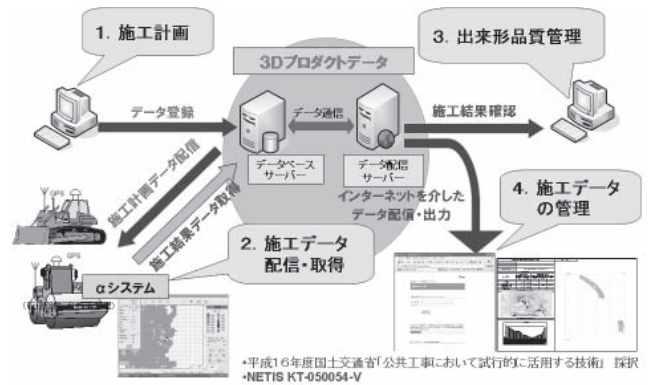 1. 施工計画
3. 出来形品質管理
3Dプロダクトデータ
データ登録
データ通信
施工結果確認
データベース
サーバー
データ配信
サーバー
施工計画データ配信
施工結果データ取得
インターネットを介した
データ配信・出力
4. 施工データ
の管理
GPS
2. 施工データ
配信・取得
GPS
αシステム
・平成16年度国土交通省「公共工事において試行的に活用する技術」 採択
・NETIS KT-050054-V